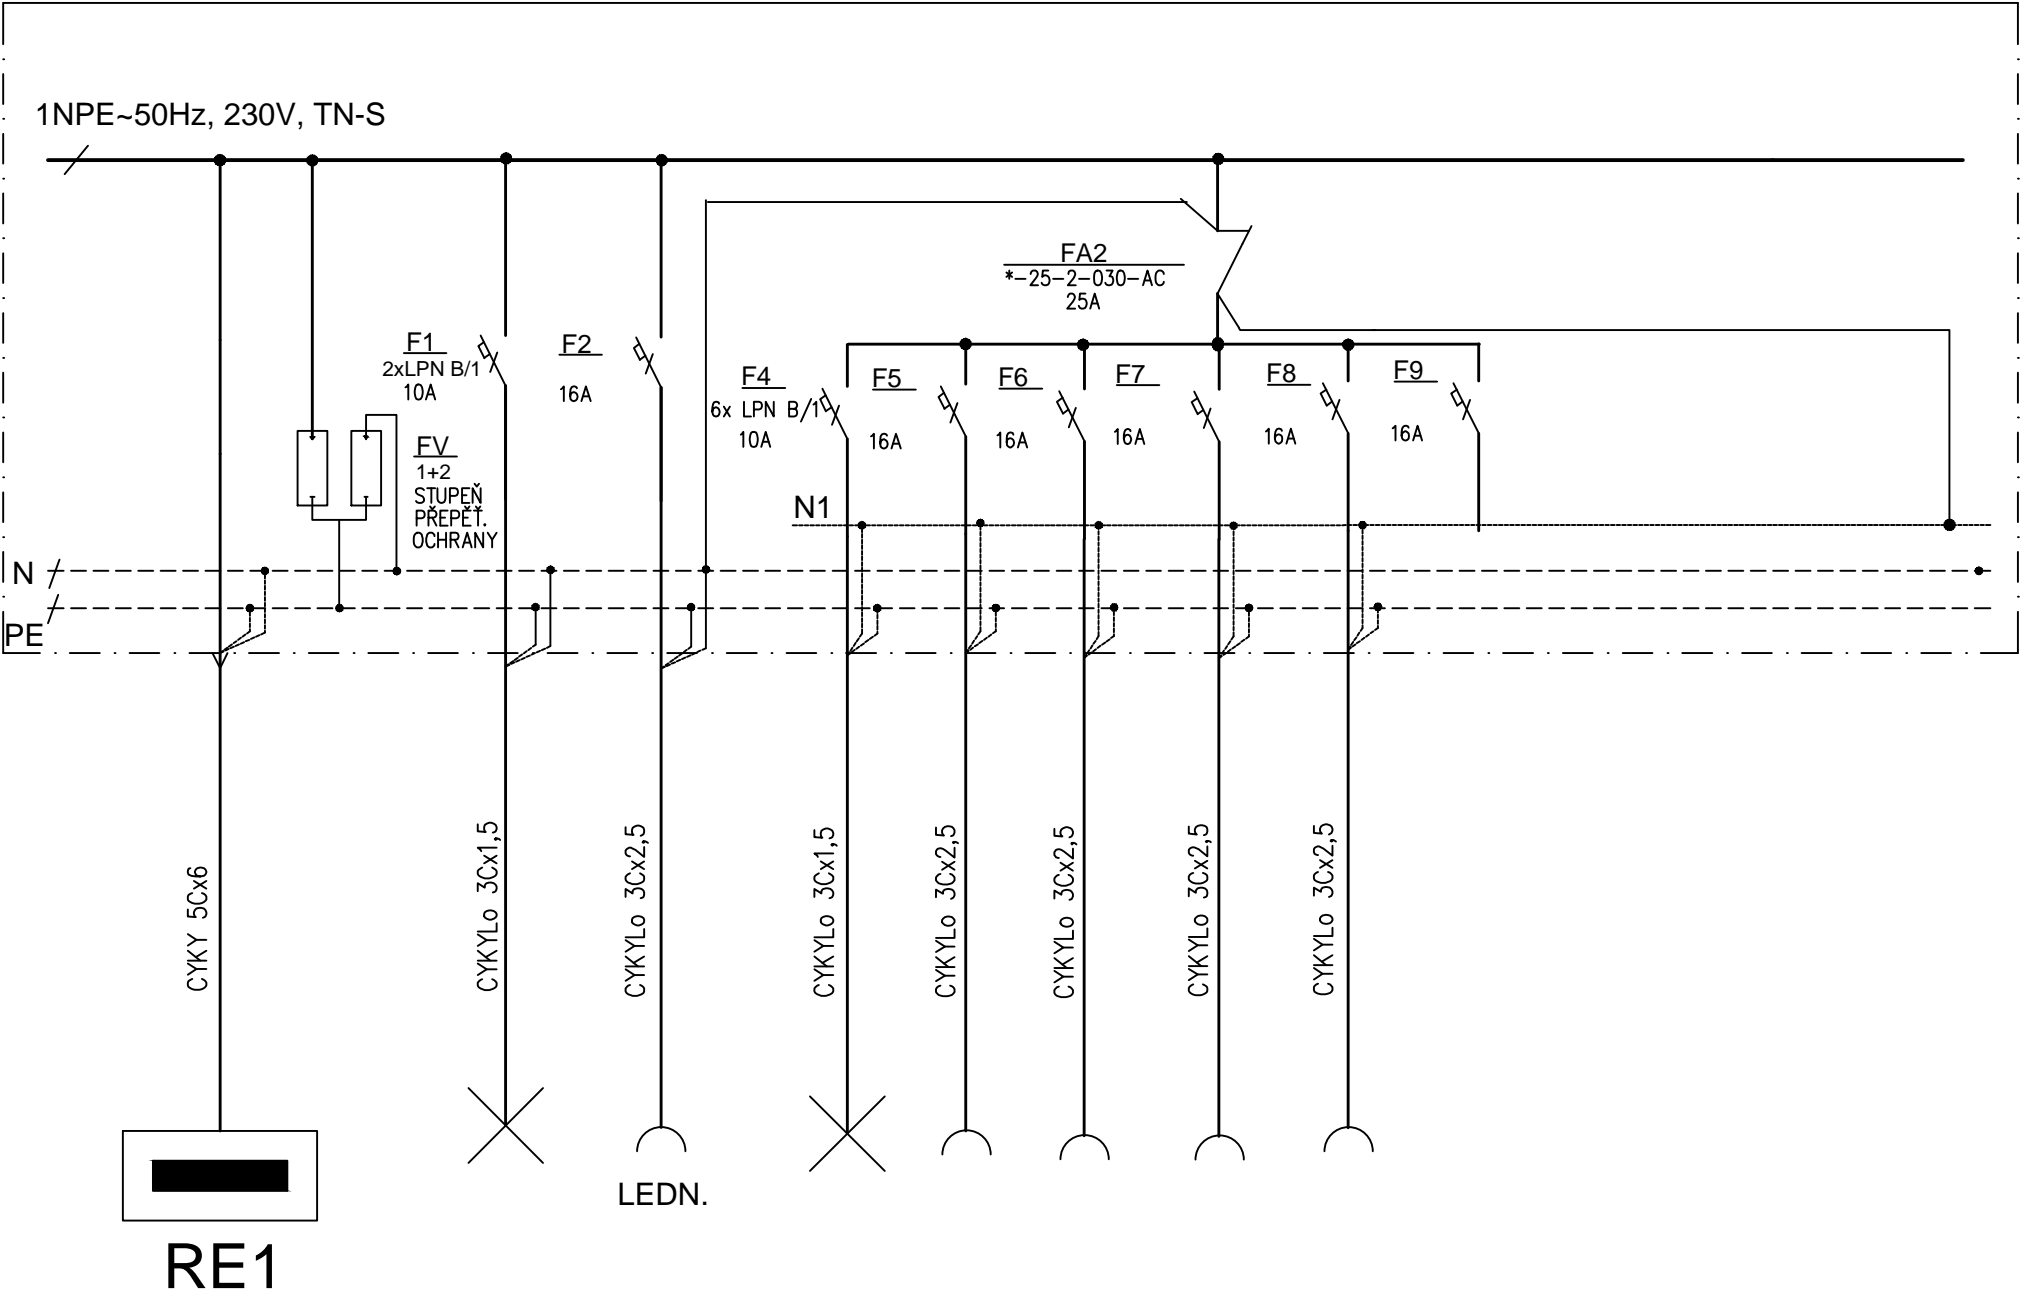 1NPE~50Hz, 230V, TN-S
FA2
*-25-2-030-AC
25A
F1
2xLPN B/1
10A
F2
16A
F4
6x LPN B/1
10A
F5
16A
F6
16A
F7
16A
F8
16A
F9
16A
FV
1+2
STUPEŇ
PŘEPĚŤ.
OCHRANY
N1
N
PE
CYKY 5Cx6
CYKYLo 3Cx1,5
CYKYLo 3Cx2,5
CYKYLo 3Cx1,5
CYKYLo 3Cx2,5
CYKYLo 3Cx2,5
CYKYLo 3Cx2,5
CYKYLo 3Cx2,5
LEDN.
RE1